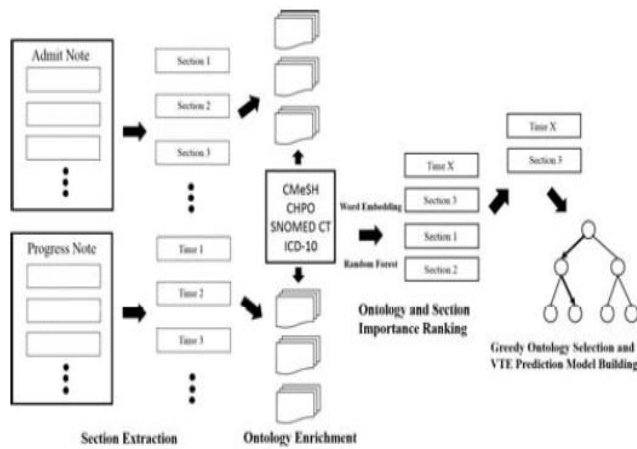 Admit Note
Section 1
Section 2
Section 3
CMeSH
CHPO
SNOMED CT
ICD-10
Progress Note
Time 1
Time 2
Time 3
Word Embedding
Random Forest
Time X
Section 3
Section 1
Section 2
Time X
Section 3
Section Extraction
Ontology Enrichment
Ontology and Section
Importance Ranking
Greedy Ontology Selection and
VTE Prediction Model Building